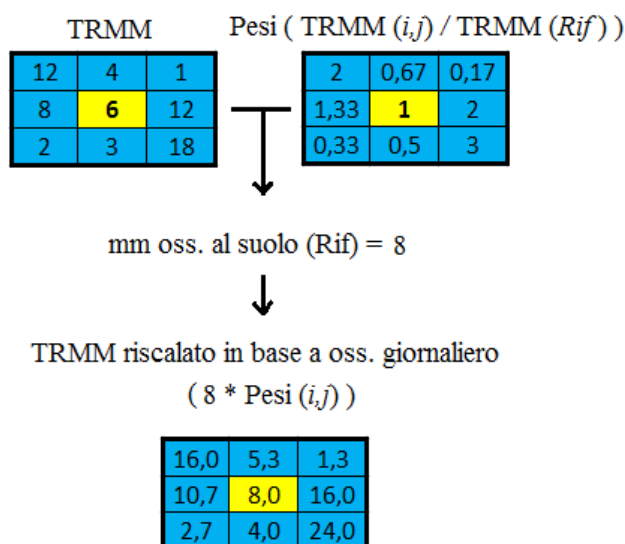 TRMM
Pesi ( TRMM (i,j) / TRMM (Rif) )
12 4 1
8 6 12
2 3 18
2 0,67 0,17
1,33 1 2
0,33 0,5 3
mm oss. al suolo (Rif) = 8
TRMM riscalato in base a oss. giornaliero
( 8 * Pesi (i,j) )
16,0 5,3 1,3
10,7 8,0 16,0
2,7 4,0 24,0